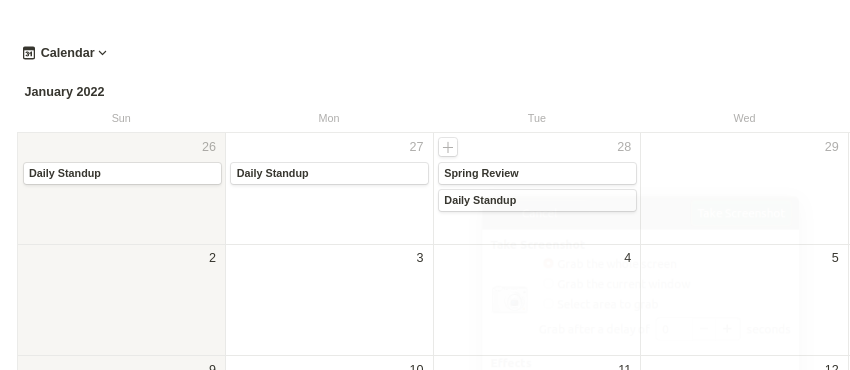 Calendar
January 2022
Sun Mon Tue Wed
26 27 28 29
Daily Standup Daily Standup Spring Review
Daily Standup
2 3 4 5
9 10 11 12